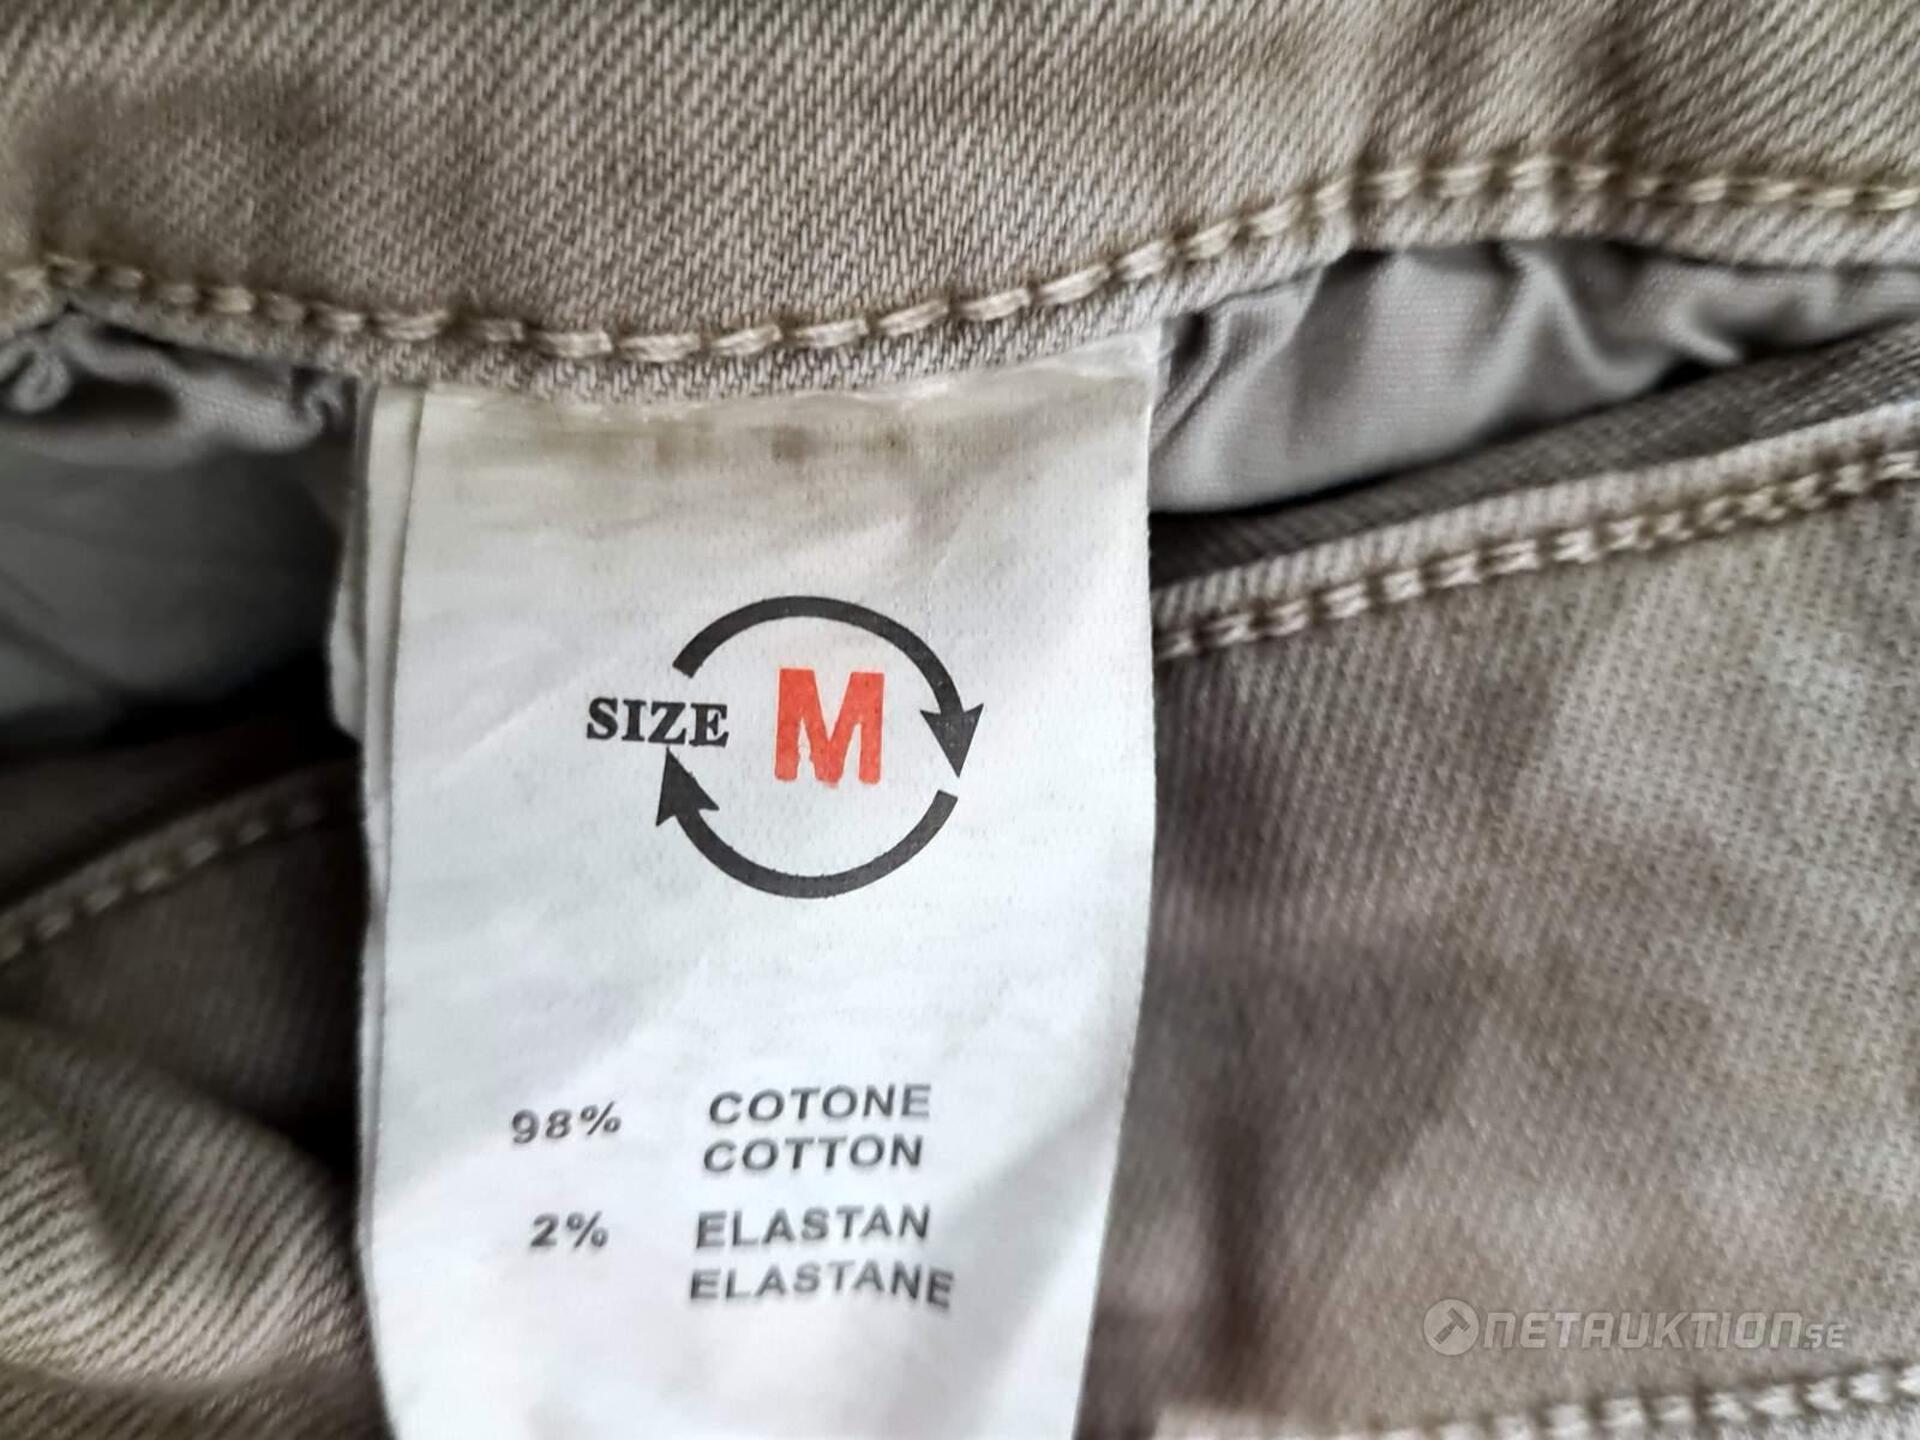 SIZE M
98% COTONE
COTTON
2% ELASTAN
ELASTANE
NETAUKTION.SE